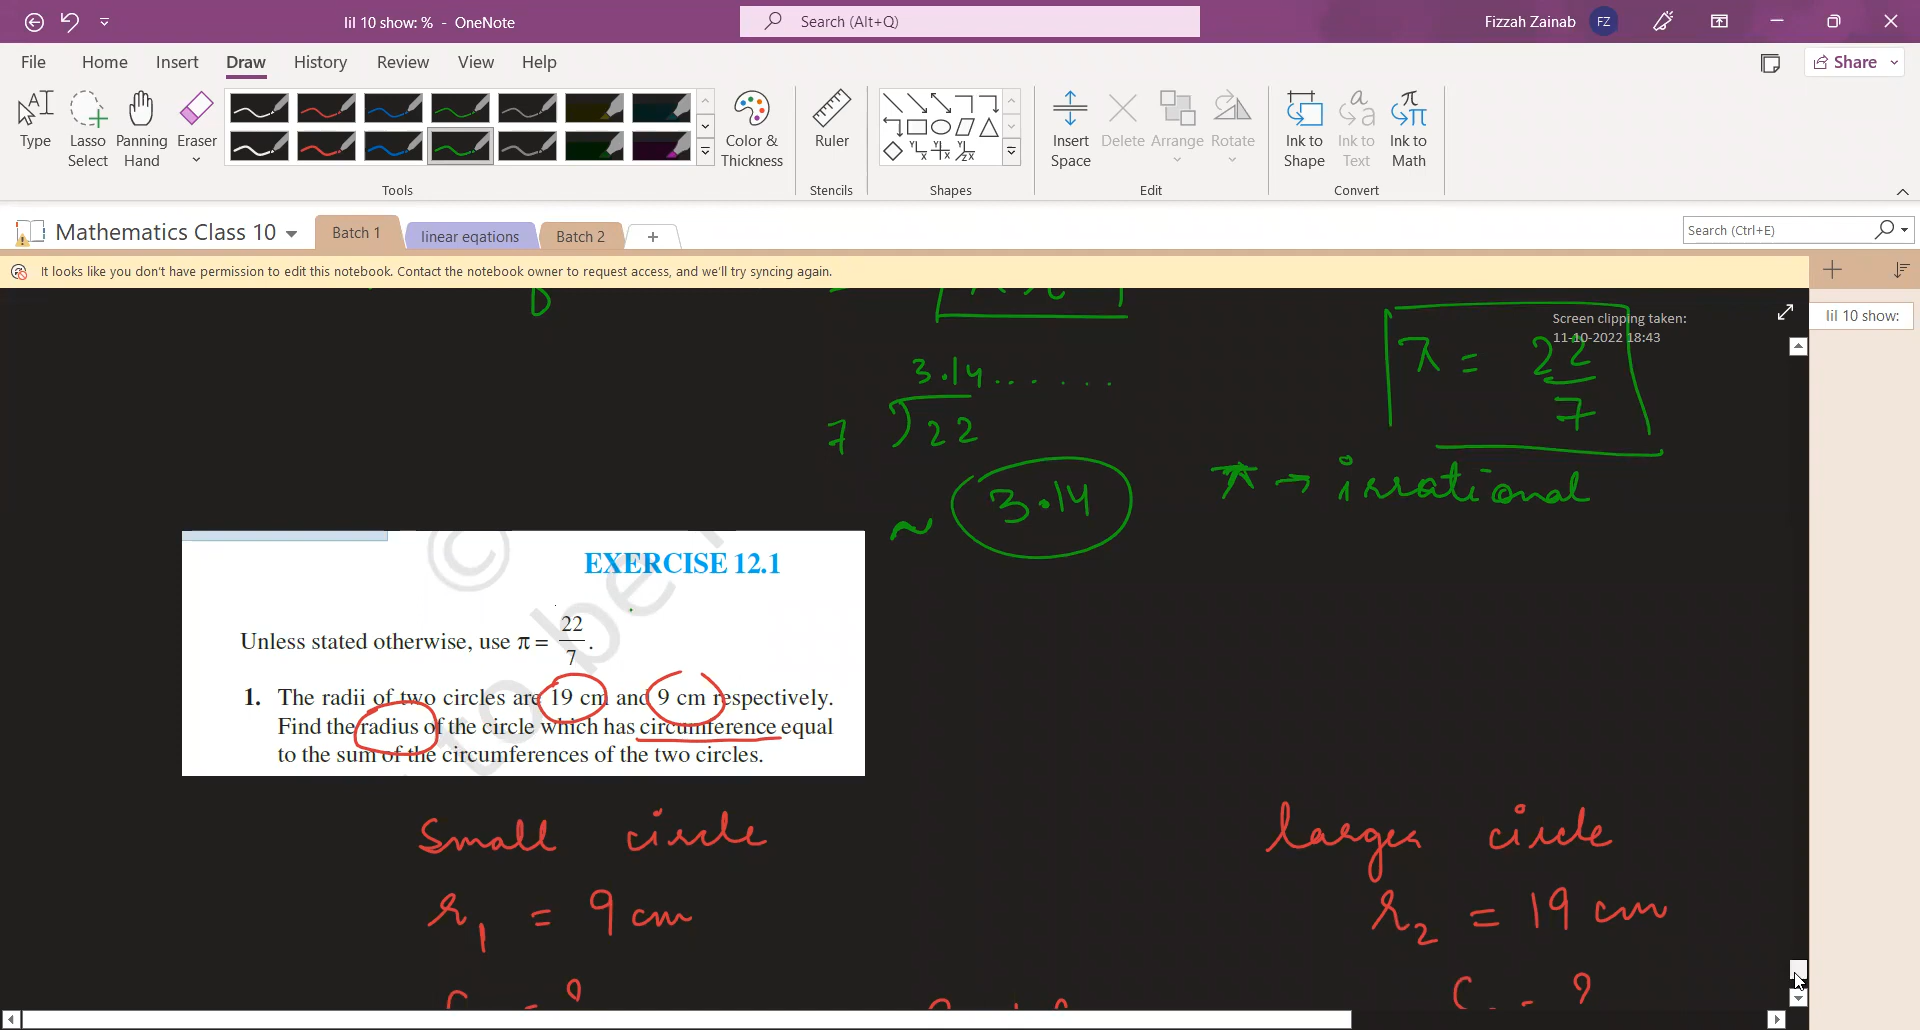 lil 10 show: % - OneNote
Search (Alt+Q)
Fizzah Zainab FZ
File Home Insert Draw History Review View Help
Share
Type
Lasso Select
Panning Hand
Eraser
Color & Thickness
Ruler
Insert Space
Delete
Arrange
Rotate
Ink to Shape
Ink to Text
Ink to Math
Tools Stencils Shapes Edit Convert
Mathematics Class 10
Batch 1 linear eqations Batch 2
Search (Ctrl+E)
It looks like you don't have permission to edit this notebook. Contact the notebook owner to request access, and we'll try syncing again.
lil 10 show:
Screen clipping taken:
11-10-2022 18:43
3.14......
7 ) 22
π = 22/7
~ 3.14
π → irrational
© to be
EXERCISE 12.1
Unless stated otherwise, use π = 22/7.
1. The radii of two circles are 19 cm and 9 cm respectively.
Find the radius of the circle which has circumference equal
to the sum of the circumferences of the two circles.
Small circle
larger circle
r₁ = 9 cm
r₂ = 19 cm